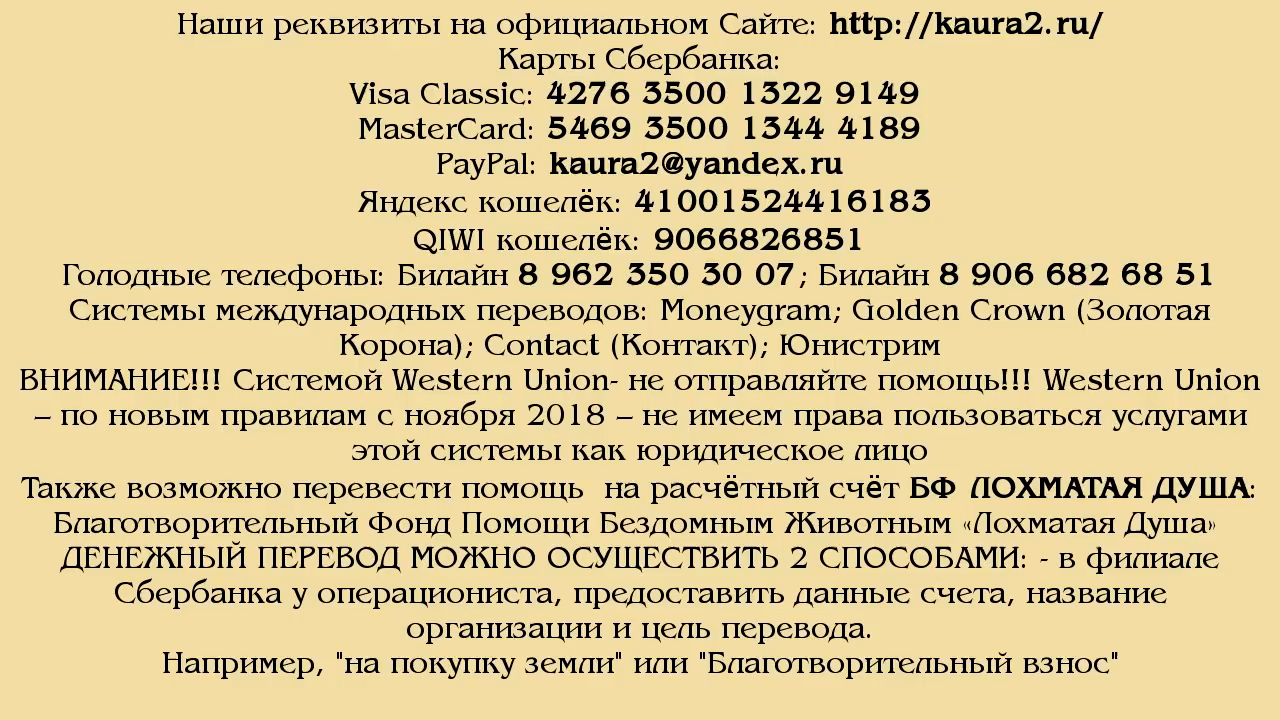 Наши реквизиты на официальном Сайте: http://kaura2.ru/
Карты Сбербанка:
Visa Classic: 4276 3500 1322 9149
MasterCard: 5469 3500 1344 4189
PayPal: kaura2@yandex.ru
Яндекс кошелёк: 41001524416183
QIWI кошелёк: 9066826851
Голодные телефоны: Билайн 8 962 350 30 07; Билайн 8 906 682 68 51
Системы международных переводов: Moneygram; Golden Crown (Золотая
Корона); Contact (Контакт); Юнистрим
ВНИМАНИЕ!!! Системой Western Union- не отправляйте помощь!!! Western Union
– по новым правилам с ноября 2018 – не имеем права пользоваться услугами
этой системы как юридическое лицо
Также возможно перевести помощь  на расчётный счёт БФ ЛОХМАТАЯ ДУША:
Благотворительный Фонд Помощи Бездомным Животным «Лохматая Душа»
ДЕНЕЖНЫЙ ПЕРЕВОД МОЖНО ОСУЩЕСТВИТЬ 2 СПОСОБАМИ: - в филиале
Сбербанка у операциониста, предоставить данные счета, название
организации и цель перевода.
Например, "на покупку земли" или "Благотворительный взнос"